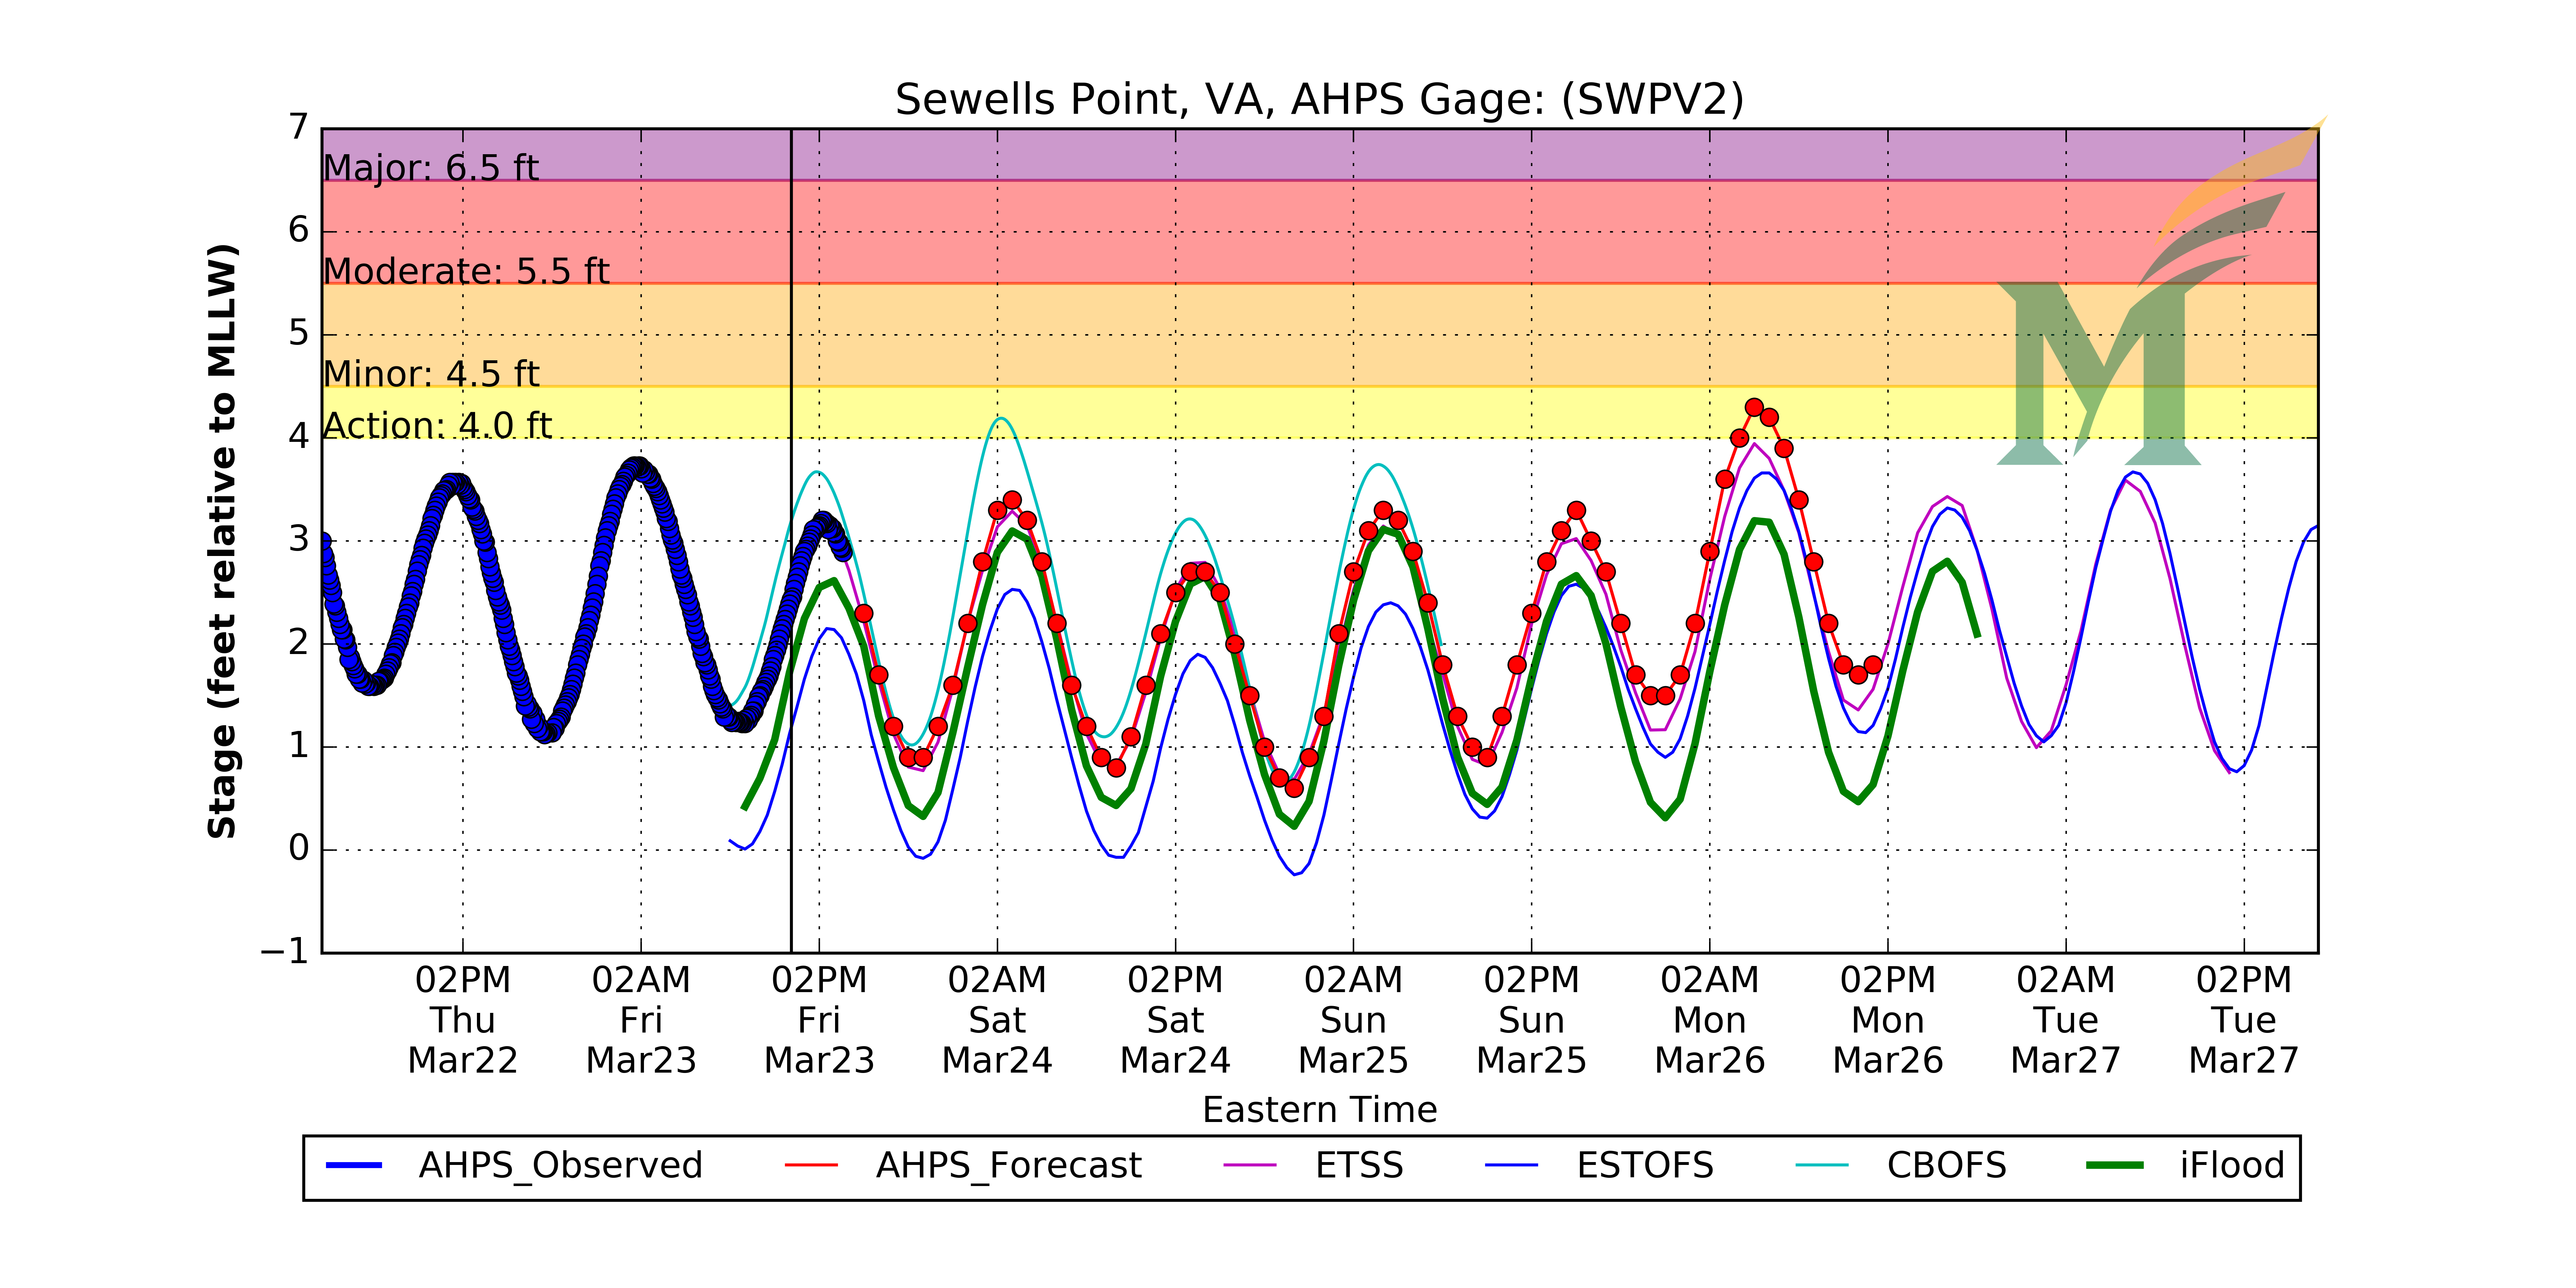 Sewells Point, VA, AHPS Gage: (SWPV2)
Stage (feet relative to MLLW)
7
6
5
4
3
2
1
0
−1
Major: 6.5 ft
Moderate: 5.5 ft
Minor: 4.5 ft
Action: 4.0 ft
02PM 02AM 02PM 02AM 02PM 02AM 02PM 02AM 02PM 02AM 02PM
Thu Fri Fri Sat Sat Sun Sun Mon Mon Tue Tue
Mar22 Mar23 Mar23 Mar24 Mar24 Mar25 Mar25 Mar26 Mar26 Mar27 Mar27
Eastern Time
AHPS_Observed AHPS_Forecast ETSS ESTOFS CBOFS iFlood
M